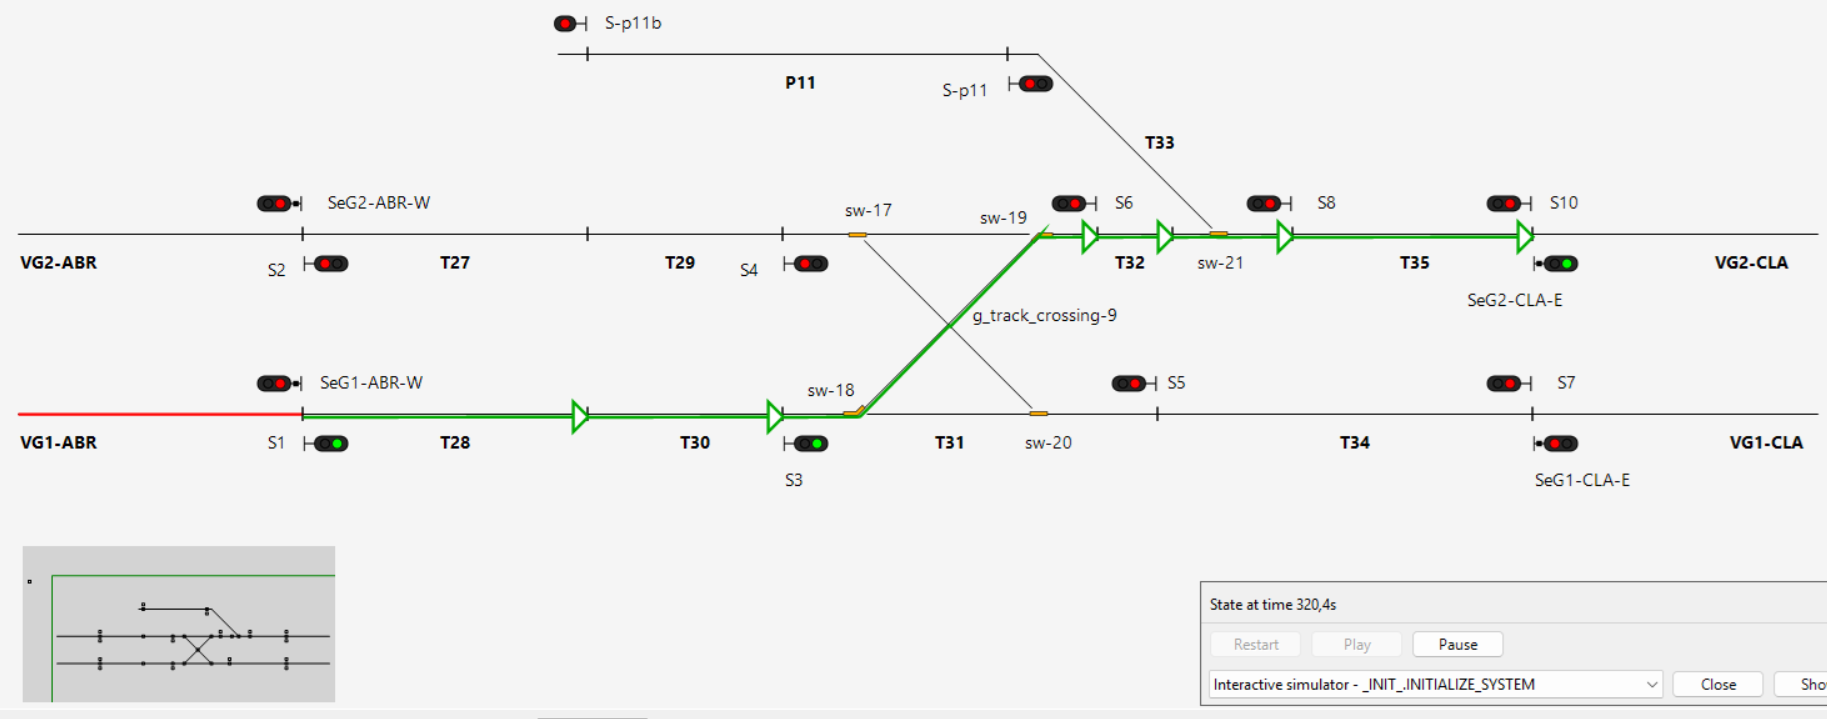 S-p11b
P11
S-p11
T33
SeG2-ABR-W
sw-17
sw-19
S6
S8
S10
VG2-ABR
S2
T27
T29
S4
T32
sw-21
T35
VG2-CLA
SeG2-CLA-E
g_track_crossing-9
SeG1-ABR-W
sw-18
S5
S7
VG1-ABR
S1
T28
T30
T31
sw-20
T34
VG1-CLA
S3
SeG1-CLA-E
State at time 320,4s
Restart Play Pause
Interactive simulator - _INIT_.INITIALIZE_SYSTEM Close Sho